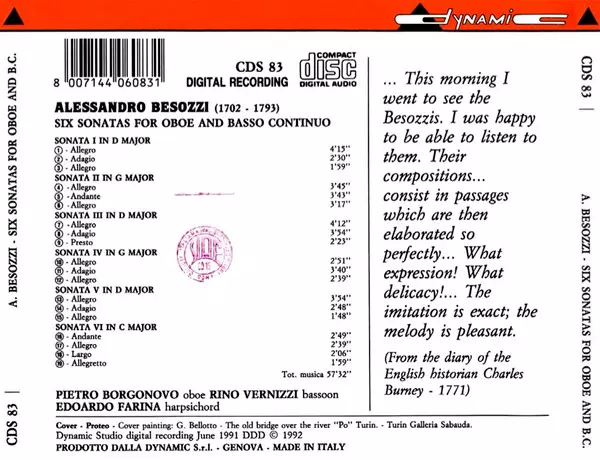 DYNAMIC
8 007144 060831
CDS 83
DIGITAL RECORDING
COMPACT
disc
DIGITAL AUDIO
ALESSANDRO BESOZZI (1702 - 1793)
SIX SONATAS FOR OBOE AND BASSO CONTINUO
SONATA I IN D MAJOR
① - Allegro 4'15"
② - Adagio 2'30"
③ - Allegro 1'59"
SONATA II IN G MAJOR
④ - Allegro 3'45"
⑤ - Andante 3'43"
⑥ - Allegro 3'17"
SONATA III IN D MAJOR
⑦ - Allegro 4'12"
⑧ - Adagio 3'54"
⑨ - Presto 2'23"
SONATA IV IN G MAJOR
⑩ - Allegro 2'51"
⑪ - Adagio 3'40"
⑫ - Allegro 2'39"
SONATA V IN D MAJOR
⑬ - Allegro 3'54"
⑭ - Adagio 2'48"
⑮ - Allegro 1'48"
SONATA VI IN C MAJOR
⑯ - Andante 2'49"
⑰ - Allegro 2'39"
⑱ - Largo 2'06"
⑲ - Allegretto 1'59"
Tot. musica 57'32"
PIETRO BORGONOVO oboe RINO VERNIZZI bassoon
EDOARDO FARINA harpsichord
... This morning I
went to see the
Besozzis. I was happy
to be able to listen to
them. Their
compositions...
consist in passages
which are then
elaborated so
perfectly... What
expression! What
delicacy!... The
imitation is exact; the
melody is pleasant.
(From the diary of the
English historian Charles
Burney - 1771)
Cover - Proteo - Cover painting: G. Bellotto - The old bridge over the river "Po" Turin. - Turin Galleria Sabauda.
Dynamic Studio digital recording June 1991 DDD © 1992
PRODOTTO DALLA DYNAMIC S.r.l. - GENOVA - MADE IN ITALY
CDS 83 | A. BESOZZI - SIX SONATAS FOR OBOE AND B.C.
CDS 83 | A. BESOZZI - SIX SONATAS FOR OBOE AND B.C.